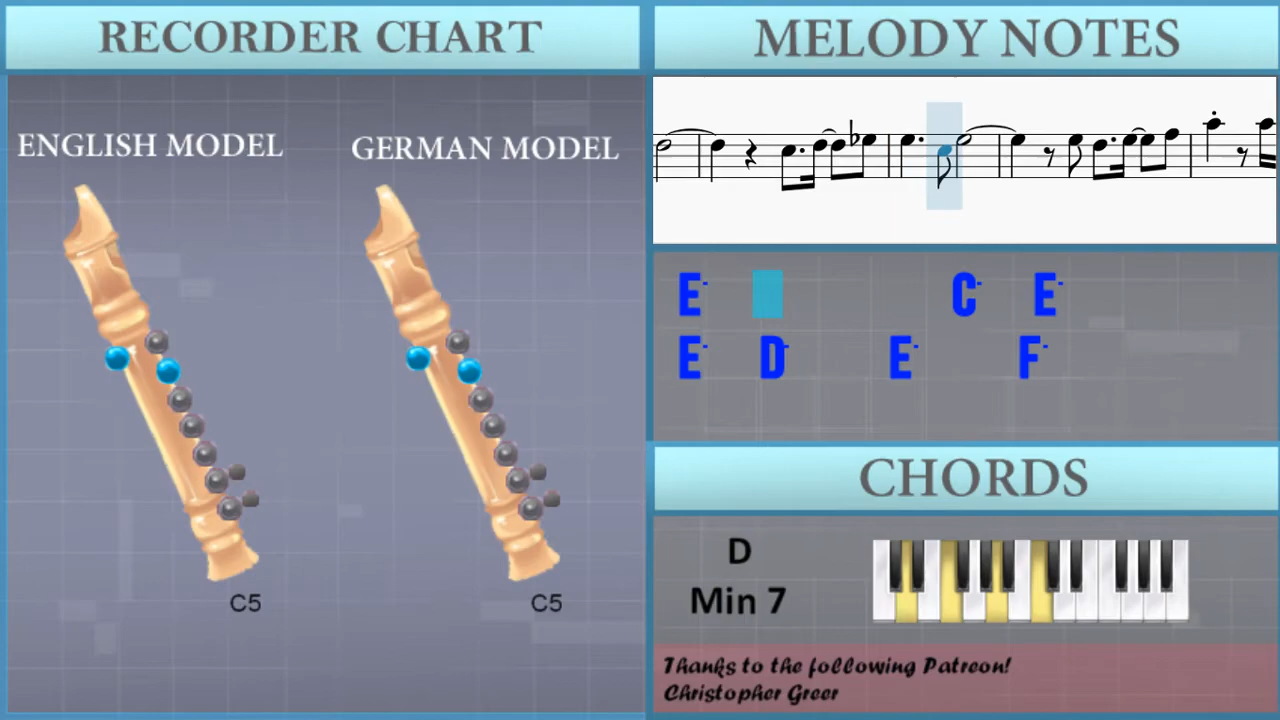 RECORDER CHART
MELODY NOTES
ENGLISH MODEL
GERMAN MODEL
E- C- E-
E- D- E- F-
CHORDS
D
Min 7
C5
C5
Thanks to the following Patreon!
Christopher Greer